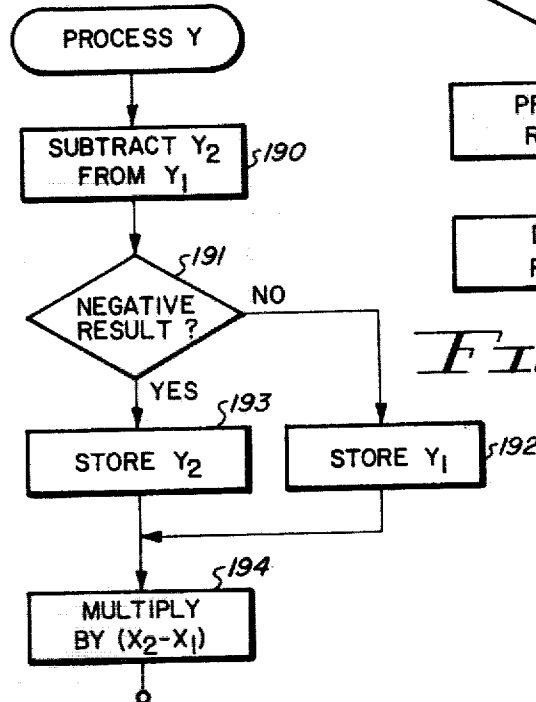 PROCESS Y
SUBTRACT Y₂
FROM Y₁
190
191
NEGATIVE
RESULT ?
NO
YES
193
STORE Y₂
STORE Y₁
192
194
MULTIPLY
BY (X₂-X₁)